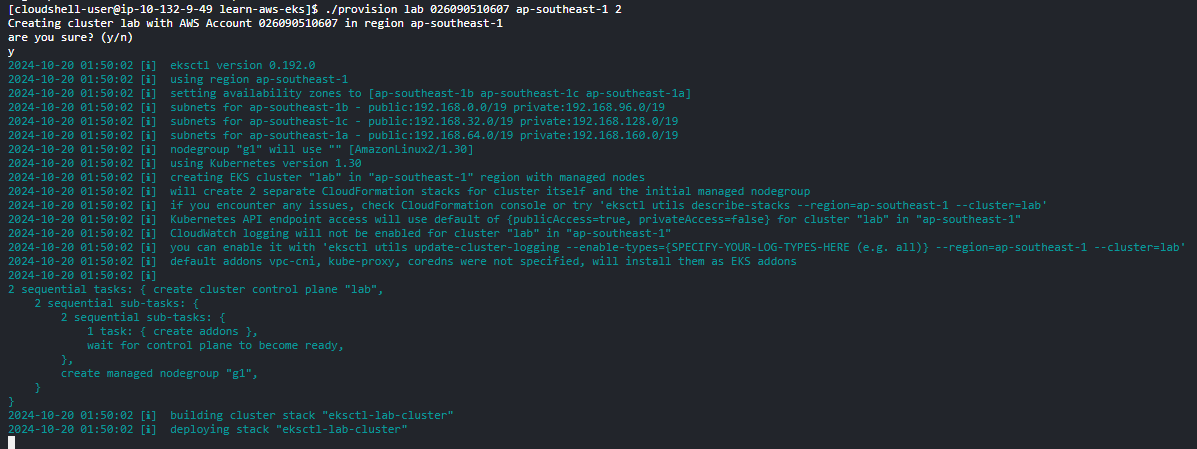 [cloudshell-user@ip-10-132-9-49 learn-aws-eks]$ ./provision lab 026090510607 ap-southeast-1 2
Creating cluster lab with AWS Account 026090510607 in region ap-southeast-1
are you sure? (y/n)
y
2024-10-20 01:50:02 [ℹ]  eksctl version 0.192.0
2024-10-20 01:50:02 [ℹ]  using region ap-southeast-1
2024-10-20 01:50:02 [ℹ]  setting availability zones to [ap-southeast-1b ap-southeast-1c ap-southeast-1a]
2024-10-20 01:50:02 [ℹ]  subnets for ap-southeast-1b - public:192.168.0.0/19 private:192.168.96.0/19
2024-10-20 01:50:02 [ℹ]  subnets for ap-southeast-1c - public:192.168.32.0/19 private:192.168.128.0/19
2024-10-20 01:50:02 [ℹ]  subnets for ap-southeast-1a - public:192.168.64.0/19 private:192.168.160.0/19
2024-10-20 01:50:02 [ℹ]  nodegroup "g1" will use "" [AmazonLinux2/1.30]
2024-10-20 01:50:02 [ℹ]  using Kubernetes version 1.30
2024-10-20 01:50:02 [ℹ]  creating EKS cluster "lab" in "ap-southeast-1" region with managed nodes
2024-10-20 01:50:02 [ℹ]  will create 2 separate CloudFormation stacks for cluster itself and the initial managed nodegroup
2024-10-20 01:50:02 [ℹ]  if you encounter any issues, check CloudFormation console or try 'eksctl utils describe-stacks --region=ap-southeast-1 --cluster=lab'
2024-10-20 01:50:02 [ℹ]  Kubernetes API endpoint access will use default of {publicAccess=true, privateAccess=false} for cluster "lab" in "ap-southeast-1"
2024-10-20 01:50:02 [ℹ]  CloudWatch logging will not be enabled for cluster "lab" in "ap-southeast-1"
2024-10-20 01:50:02 [ℹ]  you can enable it with 'eksctl utils update-cluster-logging --enable-types={SPECIFY-YOUR-LOG-TYPES-HERE (e.g. all)} --region=ap-southeast-1 --cluster=lab'
2024-10-20 01:50:02 [ℹ]  default addons vpc-cni, kube-proxy, coredns were not specified, will install them as EKS addons
2024-10-20 01:50:02 [ℹ]
2 sequential tasks: { create cluster control plane "lab",
    2 sequential sub-tasks: {
        2 sequential sub-tasks: {
            1 task: { create addons },
            wait for control plane to become ready,
        },
        create managed nodegroup "g1",
    }
}
2024-10-20 01:50:02 [ℹ]  building cluster stack "eksctl-lab-cluster"
2024-10-20 01:50:02 [ℹ]  deploying stack "eksctl-lab-cluster"